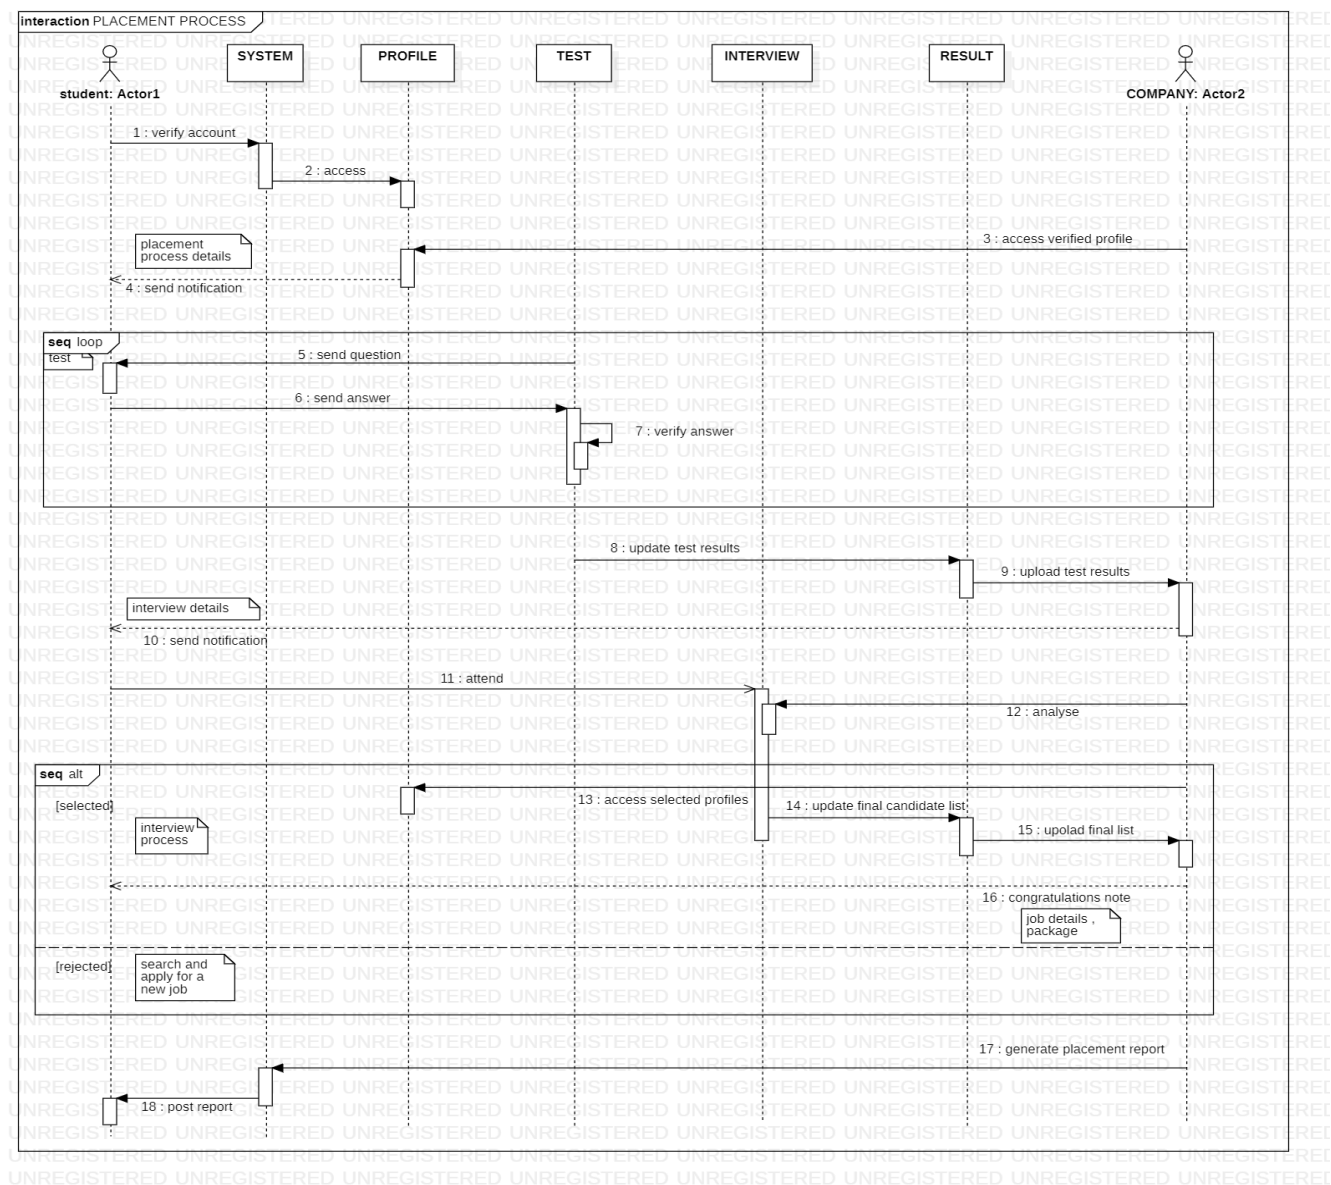 interaction PLACEMENT PROCESS
SYSTEM
PROFILE
TEST
INTERVIEW
RESULT
student: Actor1
COMPANY: Actor2
1 : verify account
2 : access
3 : access verified profile
placement
process details
4 : send notification
seq loop
test
5 : send question
6 : send answer
7 : verify answer
8 : update test results
9 : upload test results
interview details
10 : send notification
11 : attend
12 : analyse
seq alt
[selected]
13 : access selected profiles
14 : update final candidate list
interview
process
15 : upolad final list
16 : congratulations note
job details ,
package
[rejected]
search and
apply for a
new job
17 : generate placement report
18 : post report
UNREGISTERED